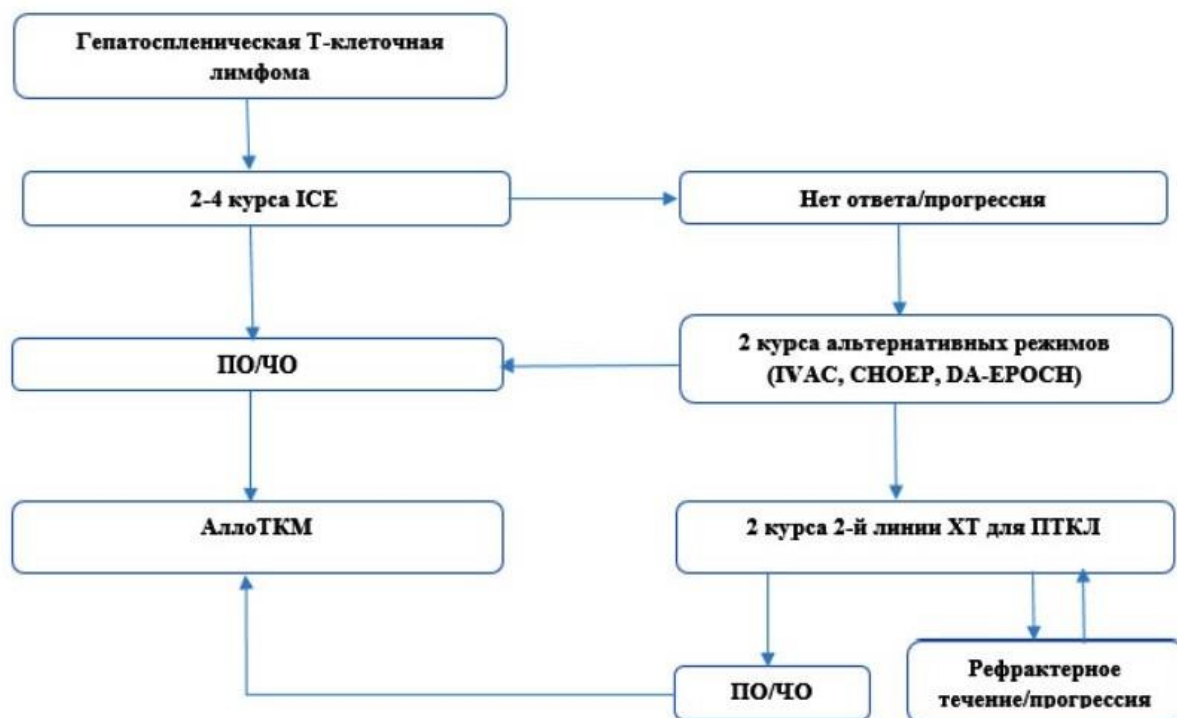 Гепатоспленическая Т-клеточная
лимфома
2-4 курса ICE
Нет ответа/прогрессия
ПО/ЧО
2 курса альтернативных режимов
(IVAC, CHOEP, DA-EPOCH)
АллоТКМ
2 курса 2-й линии ХТ для ПТКЛ
ПО/ЧО
Рефрактерное
течение/прогрессия